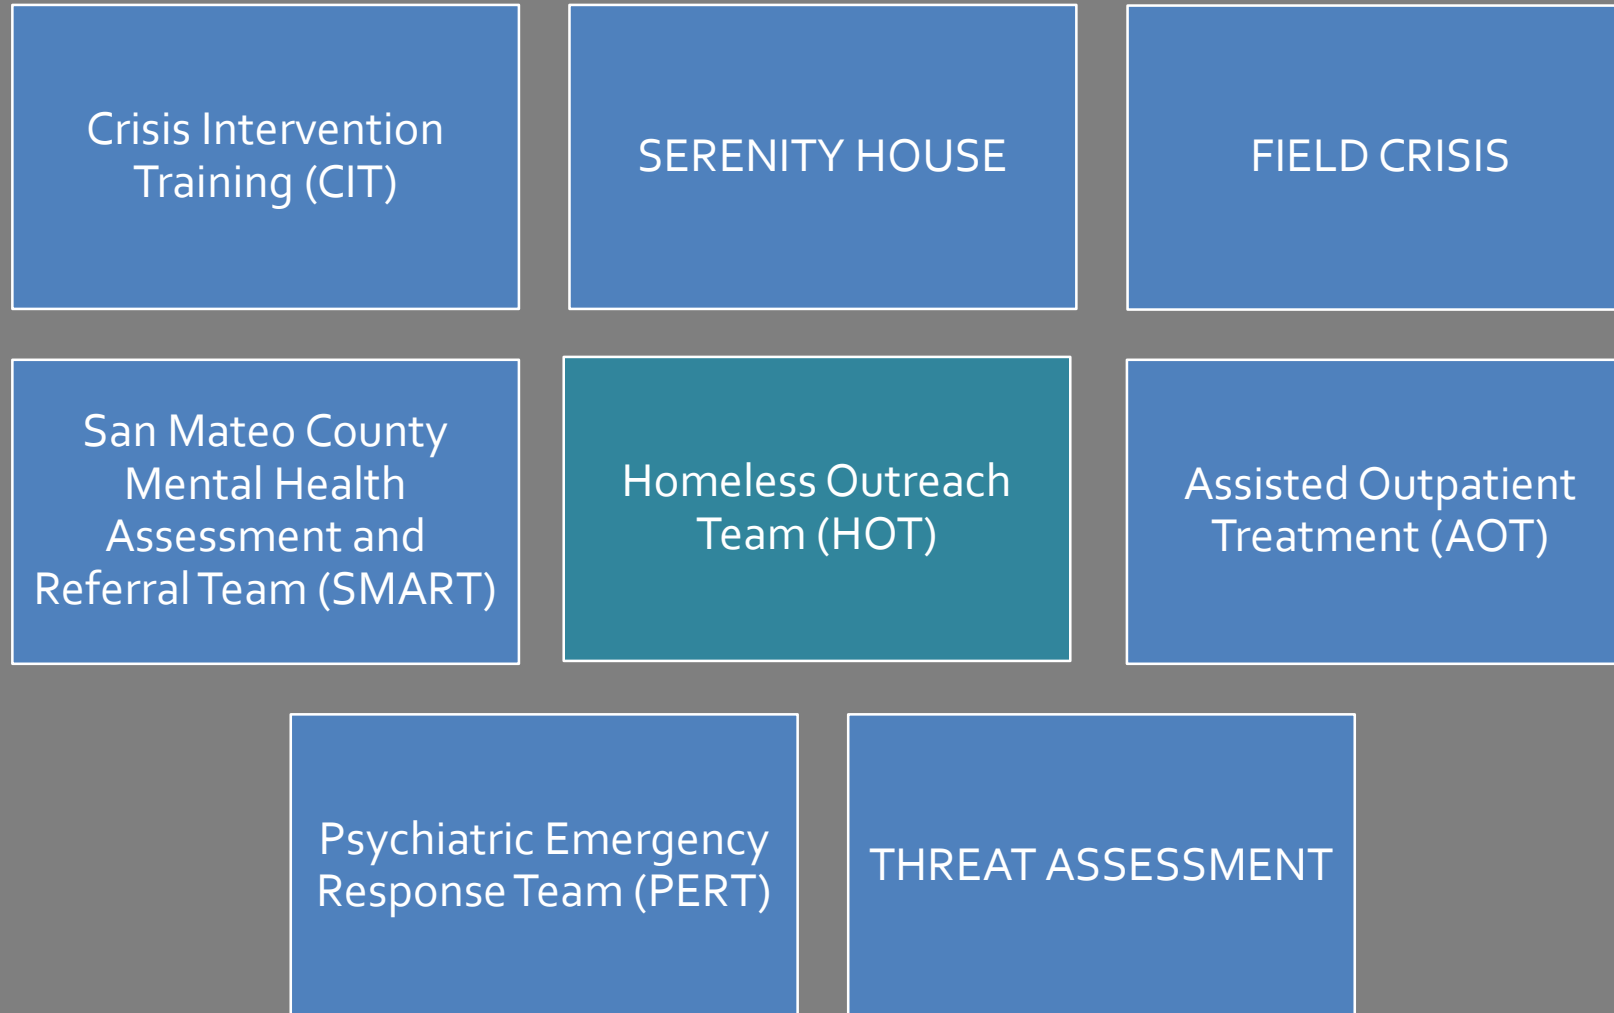 Crisis Intervention
Training (CIT)
SERENITY HOUSE
FIELD CRISIS
San Mateo County
Mental Health
Assessment and
Referral Team (SMART)
Homeless Outreach
Team (HOT)
Assisted Outpatient
Treatment (AOT)
Psychiatric Emergency
Response Team (PERT)
THREAT ASSESSMENT